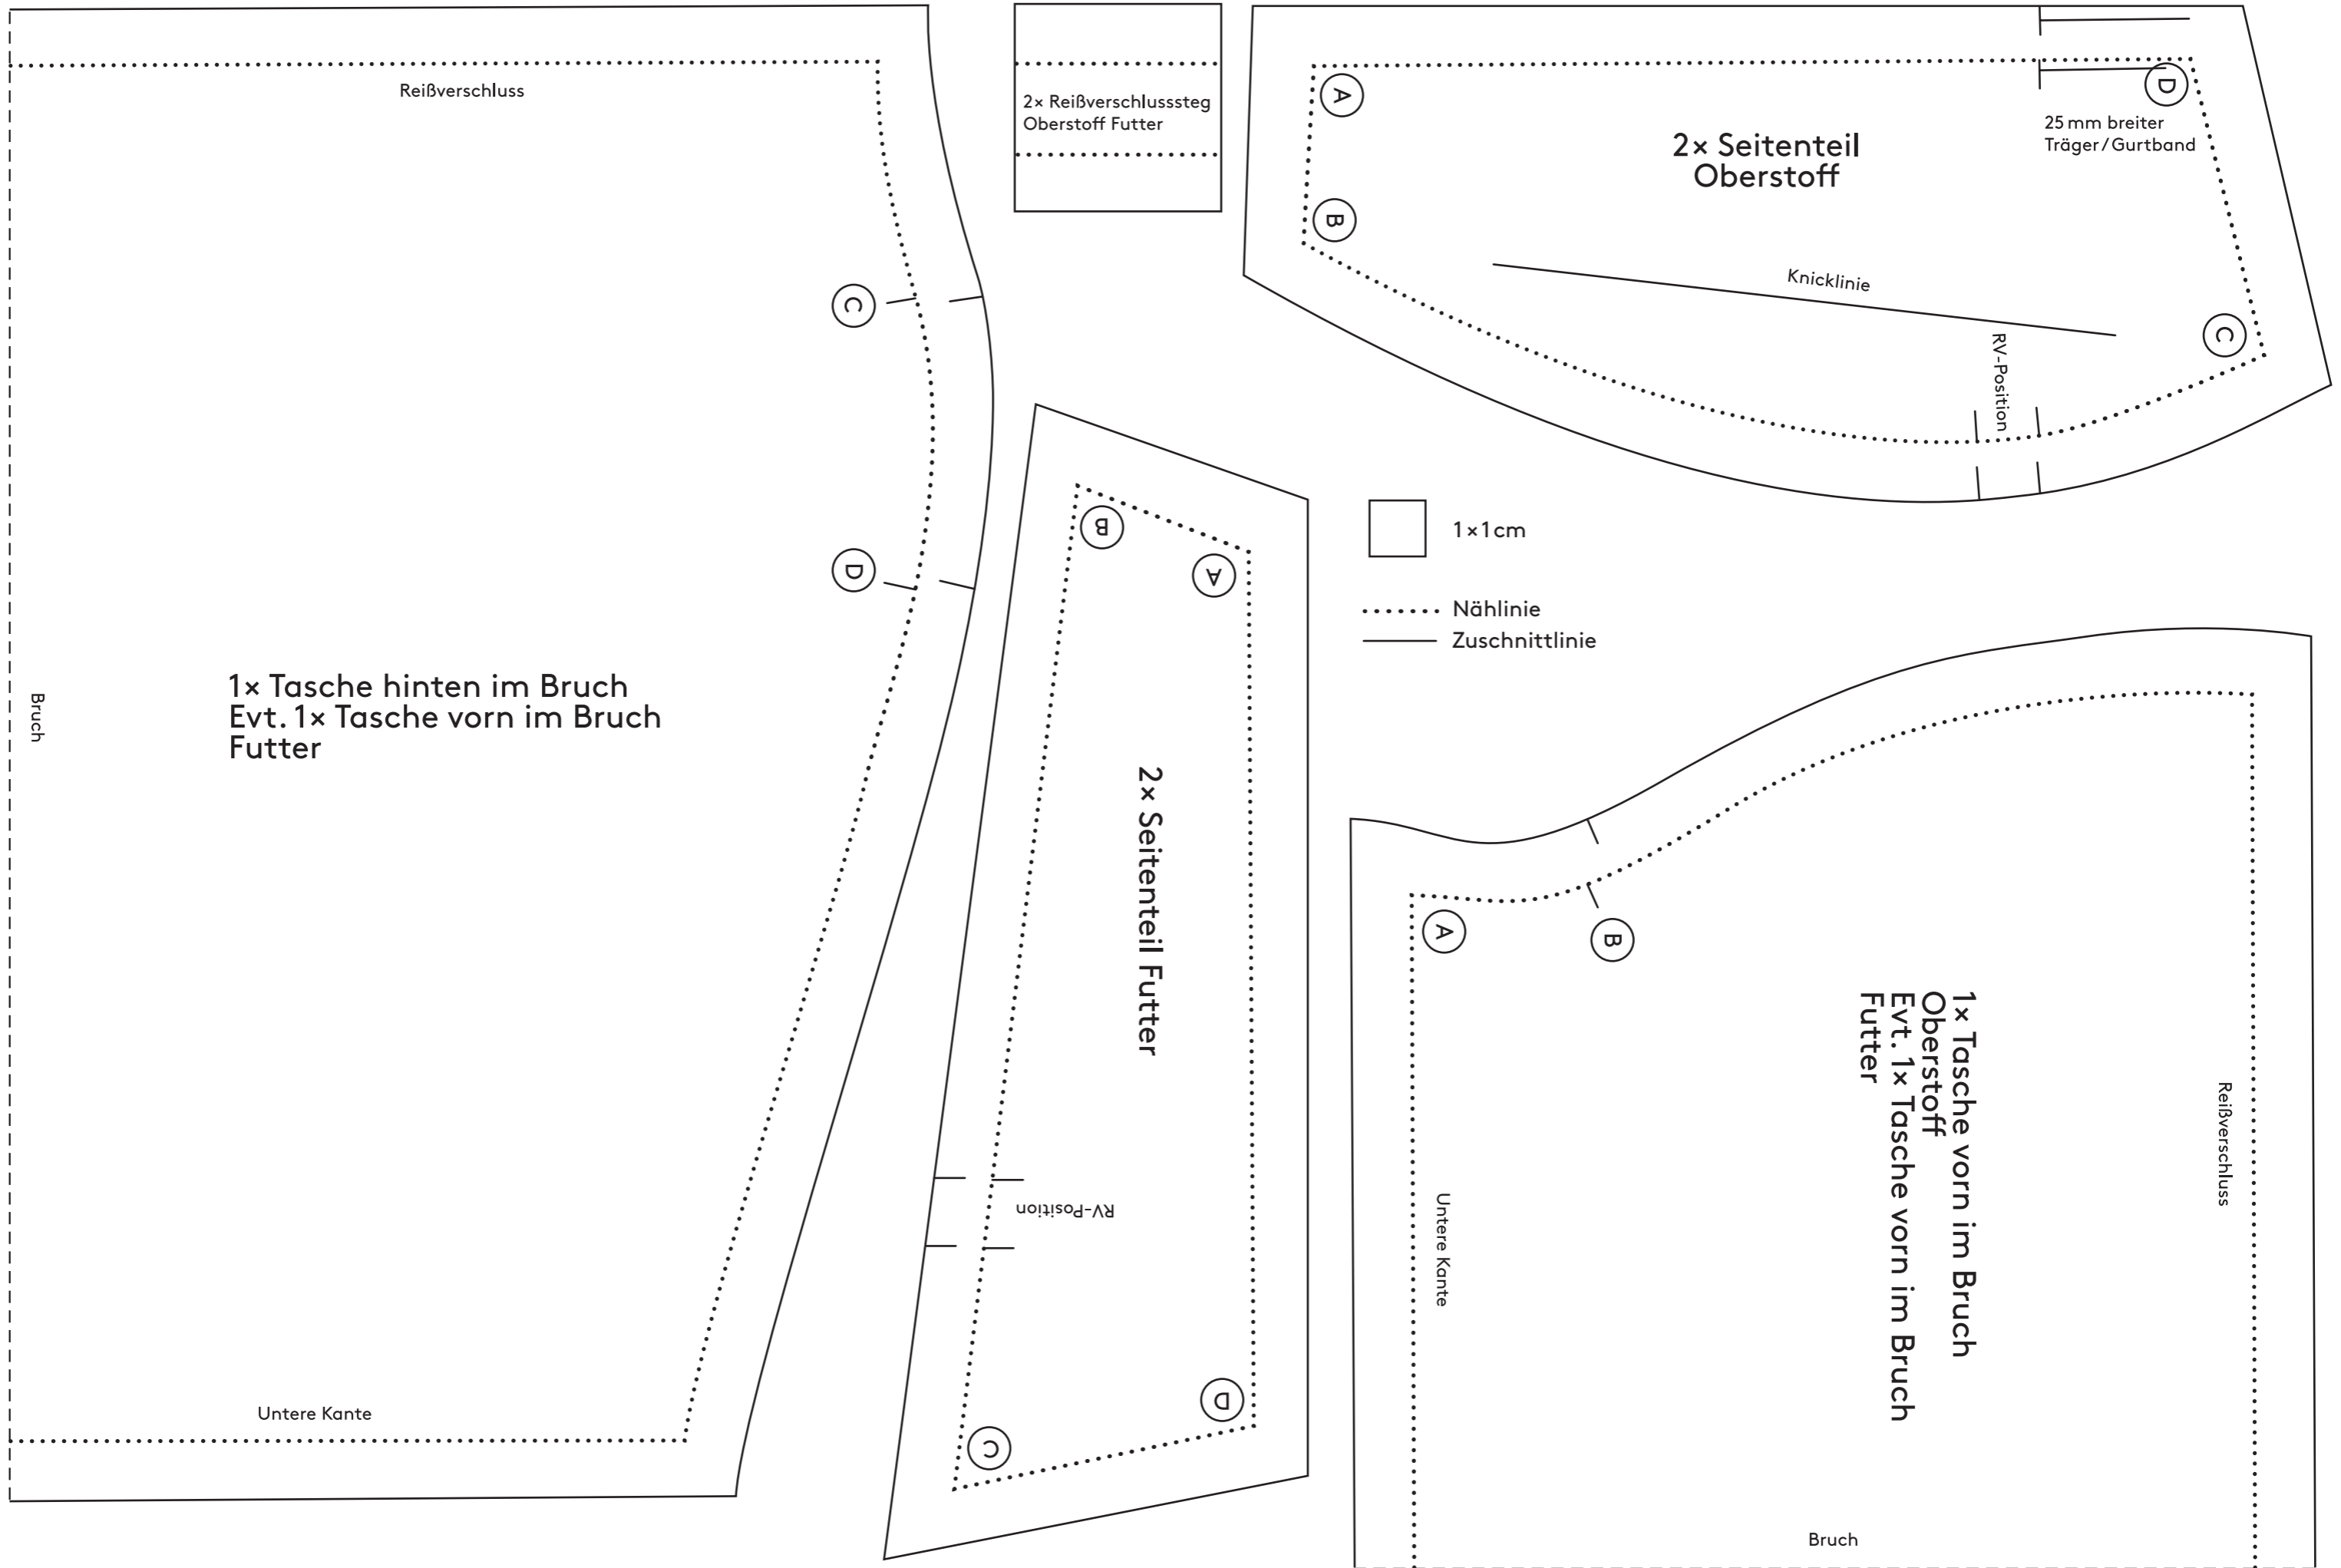 Reißverschluss
C
D
Bruch
1× Tasche hinten im Bruch
Evt. 1× Tasche vorn im Bruch
Futter
Untere Kante
2× Reißverschlusssteg
Oberstoff Futter
A
B
2× Seitenteil
Oberstoff
D
25 mm breiter
Träger / Gurtband
Knicklinie
RV-Position
C
B
A
2× Seitenteil Futter
RV-Position
D
C
1×1 cm
Nählinie
Zuschnittlinie
A
B
1× Tasche vorn im Bruch
Oberstoff
Evt. 1× Tasche vorn im Bruch
Futter
Reißverschluss
Untere Kante
Bruch